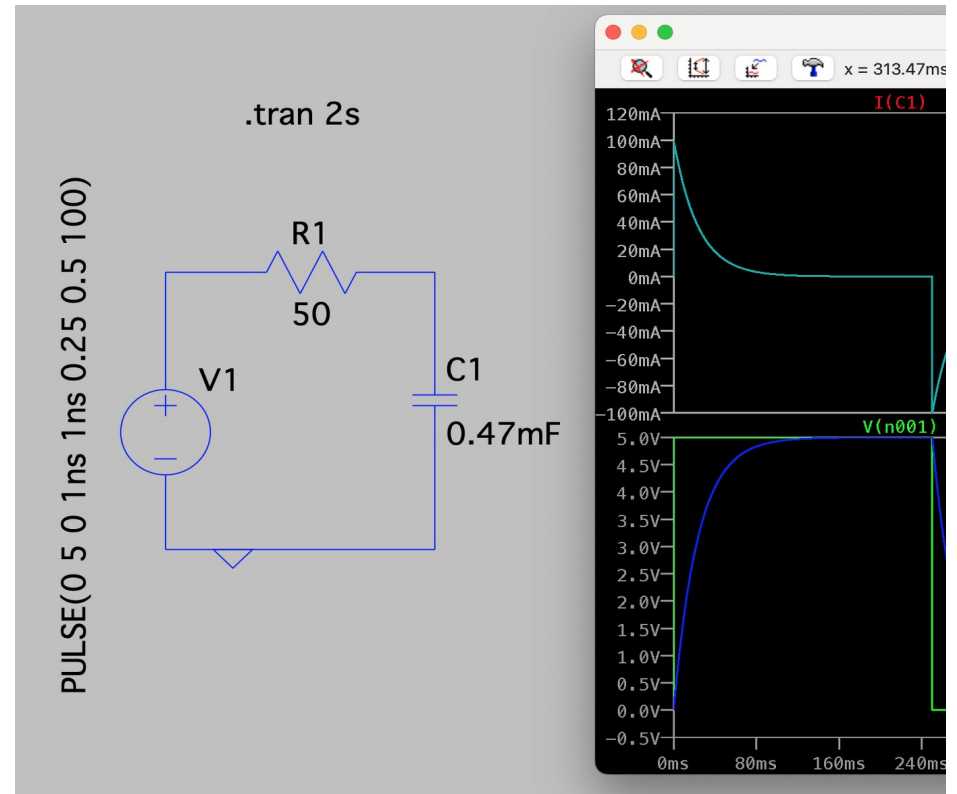 .tran 2s
PULSE(0 5 0 1ns 1ns 0.25 0.5 100)
R1
50
V1
C1
0.47mF
x = 313.47ms
I(C1)
120mA
100mA
80mA
60mA
40mA
20mA
0mA
−20mA
−40mA
−60mA
−80mA
−100mA
V(n001)
5.0V
4.5V
4.0V
3.5V
3.0V
2.5V
2.0V
1.5V
1.0V
0.5V
0.0V
−0.5V
0ms 80ms 160ms 240ms